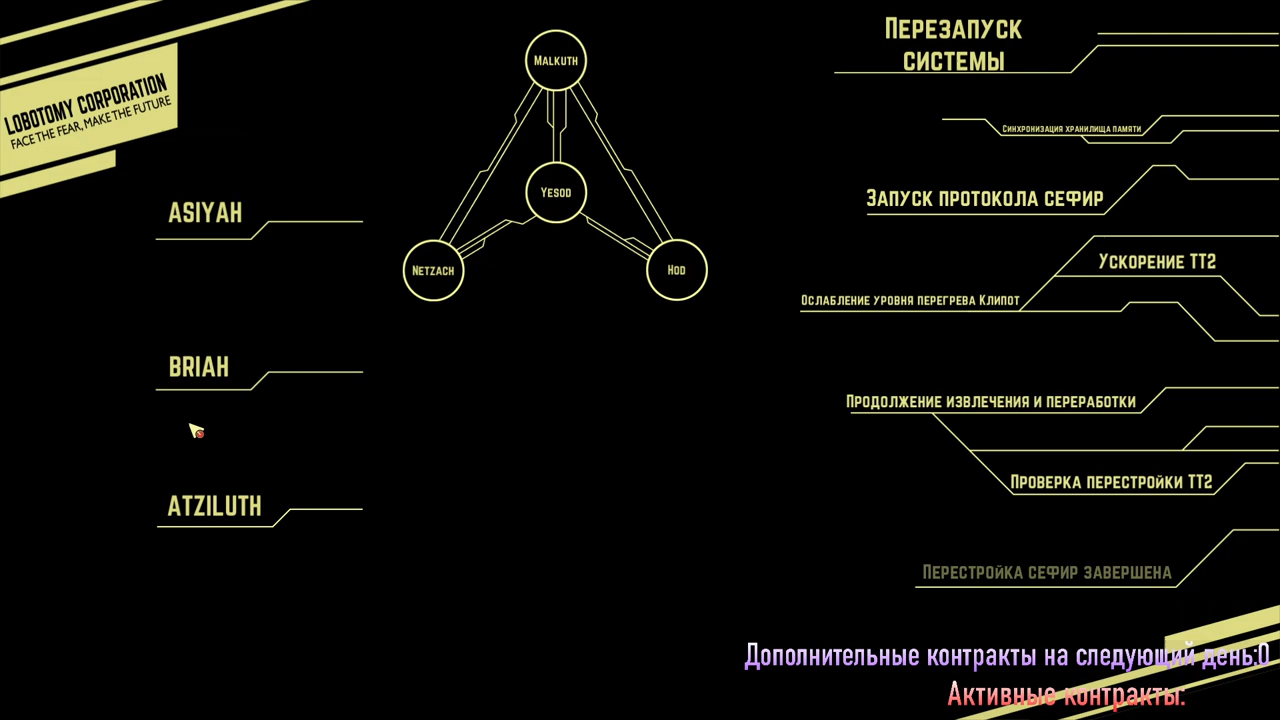 LOBOTOMY CORPORATION
FACE THE FEAR, MAKE THE FUTURE
ASIYAH
BRIAH
ATZILUTH
MALKUTH
YESOD
NETZACH
HOD
ПЕРЕЗАПУСК
СИСТЕМЫ
СИНХРОНИЗАЦИЯ ХРАНИЛИЩА ПАМЯТИ
ЗАПУСК ПРОТОКОЛА СЕФИР
УСКОРЕНИЕ ТТ2
ОСЛАБЛЕНИЕ УРОВНЯ ПЕРЕГРЕВА КЛИПОТ
ПРОДОЛЖЕНИЕ ИЗВЛЕЧЕНИЯ И ПЕРЕРАБОТКИ
ПРОВЕРКА ПЕРЕСТРОЙКИ ТТ2
ПЕРЕСТРОЙКА СЕФИР ЗАВЕРШЕНА
Дополнительные контракты на следующий день:0
Активные контракты: